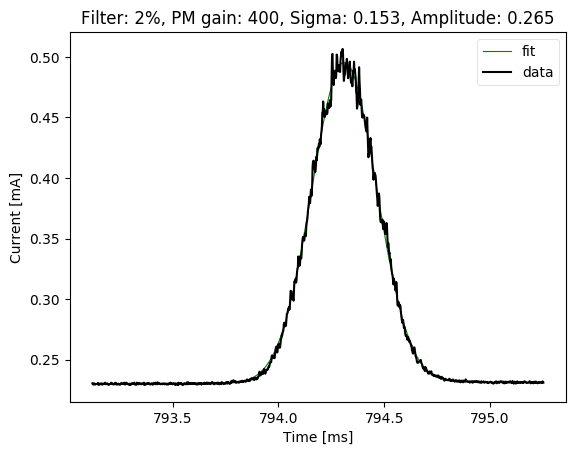 Filter: 2%, PM gain: 400, Sigma: 0.153, Amplitude: 0.265
fit
data
0.50
0.45
0.40
0.35
0.30
0.25
Current [mA]
793.5
794.0
794.5
795.0
Time [ms]